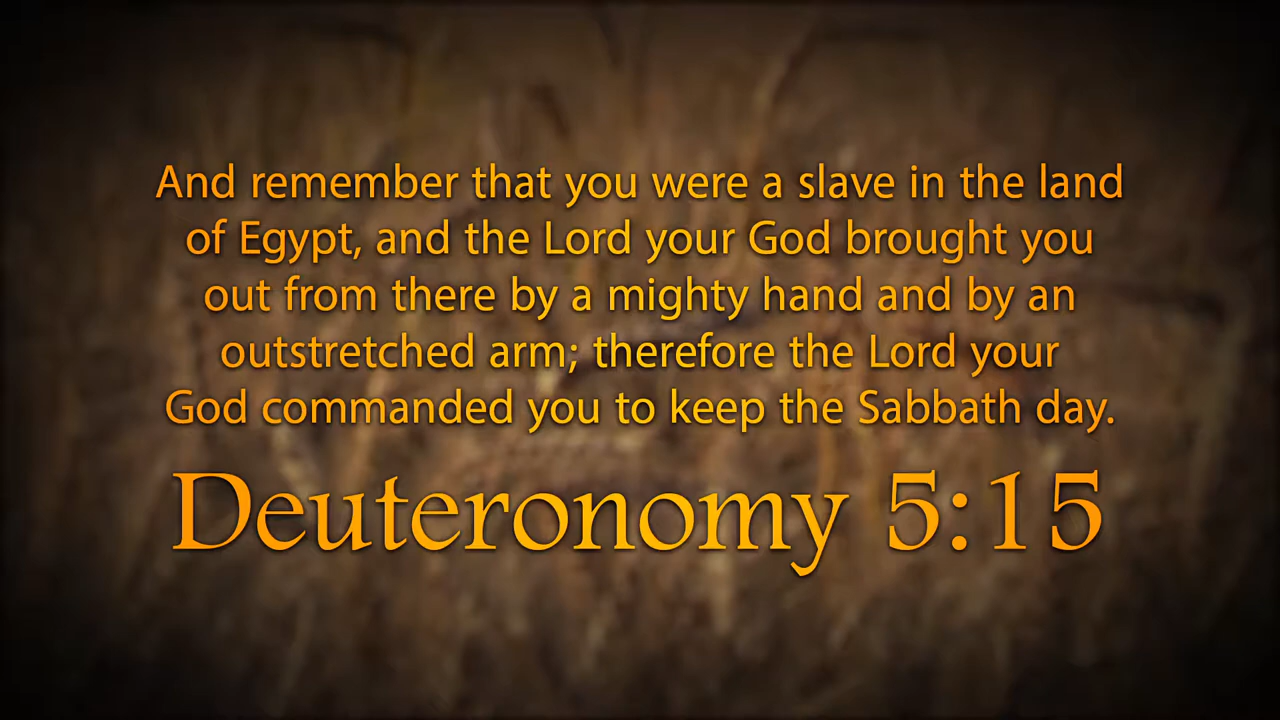 And remember that you were a slave in the land
of Egypt, and the Lord your God brought you
out from there by a mighty hand and by an
outstretched arm; therefore the Lord your
God commanded you to keep the Sabbath day.
Deuteronomy 5:15